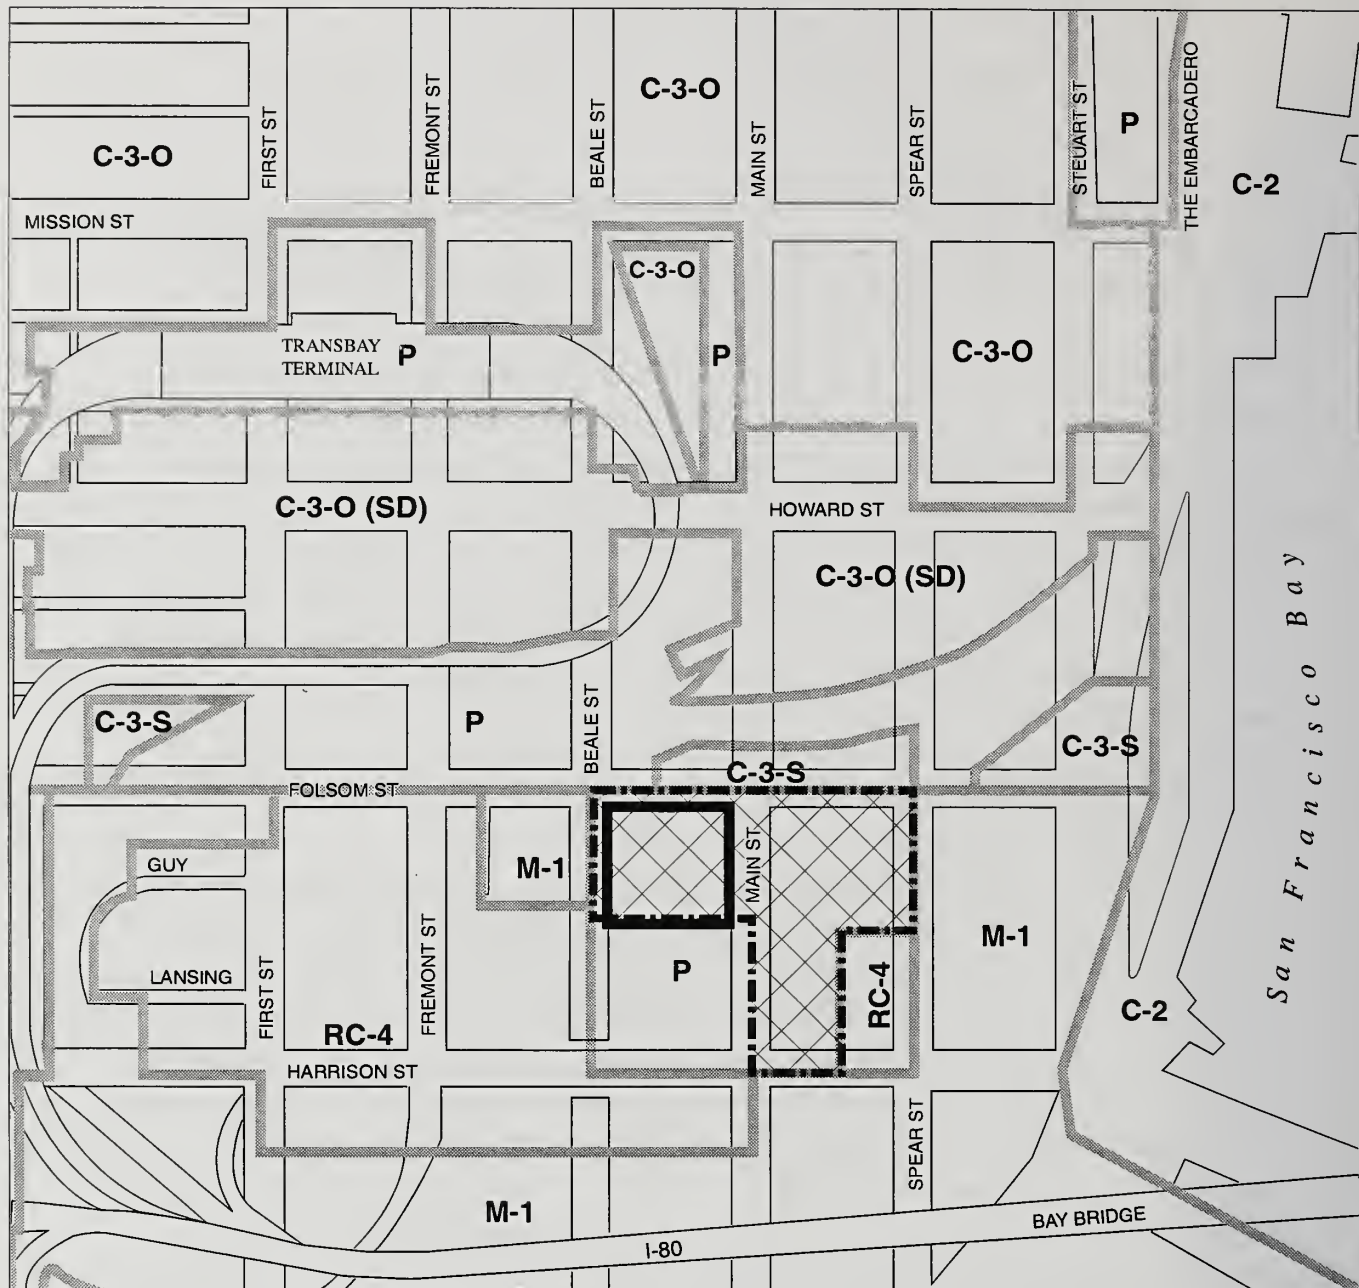 C-3-O
C-3-O
FIRST ST
FREMONT ST
BEALE ST
MAIN ST
SPEAR ST
STEUART ST
P
THE EMBARCADERO
C-2
MISSION ST
C-3-O
TRANSBAY
TERMINAL
P
P
C-3-O
C-3-O (SD)
HOWARD ST
C-3-O (SD)
San Francisco Bay
C-3-S
P
BEALE ST
C-3-S
C-3-S
FOLSOM ST
GUY
M-1
MAIN ST
LANSING
FIRST ST
FREMONT ST
P
RC-4
M-1
C-2
RC-4
HARRISON ST
SPEAR ST
M-1
I-80
BAY BRIDGE